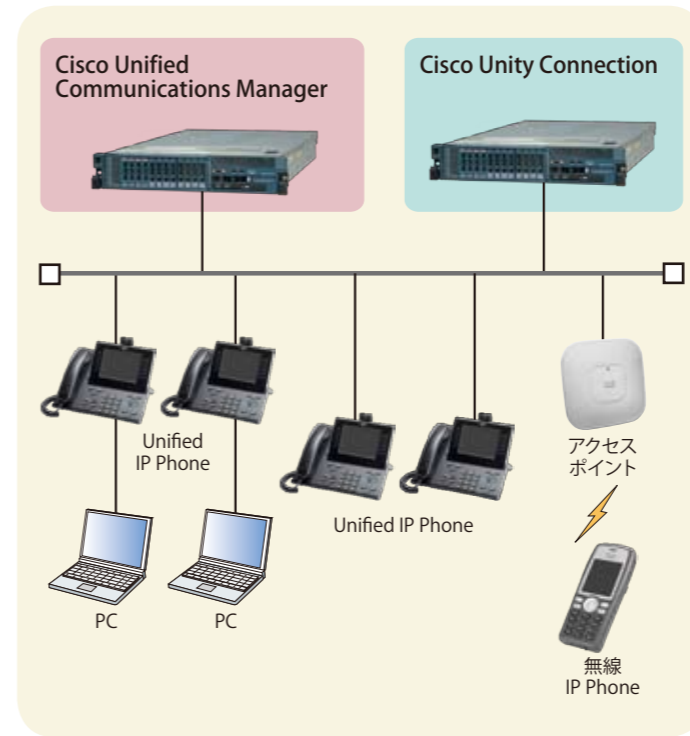 Cisco Unified
Communications Manager
Cisco Unity Connection
Unified
IP Phone
Unified IP Phone
アクセス
ポイント
PC
PC
無線
IP Phone